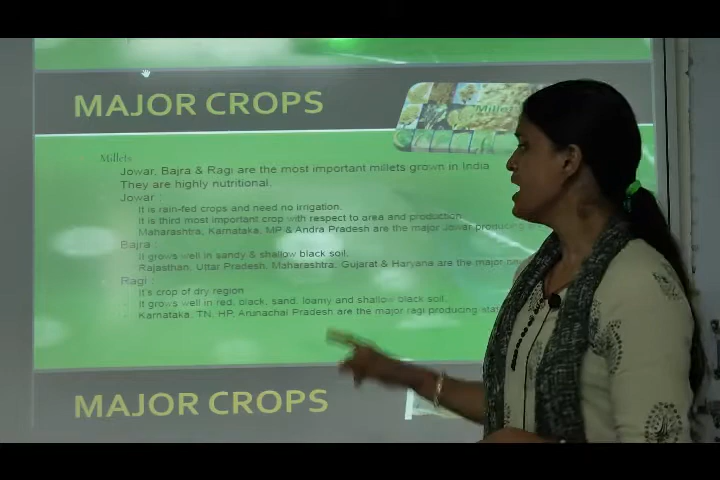 MAJOR CROPS
Millet
Millets
Jowar, Bajra & Ragi are the most important millets grown in India
They are highly nutritional.
Jowar :
It is rain-fed crops and need no irrigation.
It is third most important crop with respect to area and production
Maharashtra, Karnataka, MP & Andra Pradesh are the major Jowar producing
Bajra :
It grows well in sandy & shallow black soil.
Rajasthan, Uttar Pradesh, Maharashtra, Gujarat & Haryana are the major
Ragi :
It's crop of dry region
It grows well in red, black, sand, loamy and shallow black soil.
Karnataka, TN, HP, Arunachal Pradesh are the major ragi producing
MAJOR CROPS